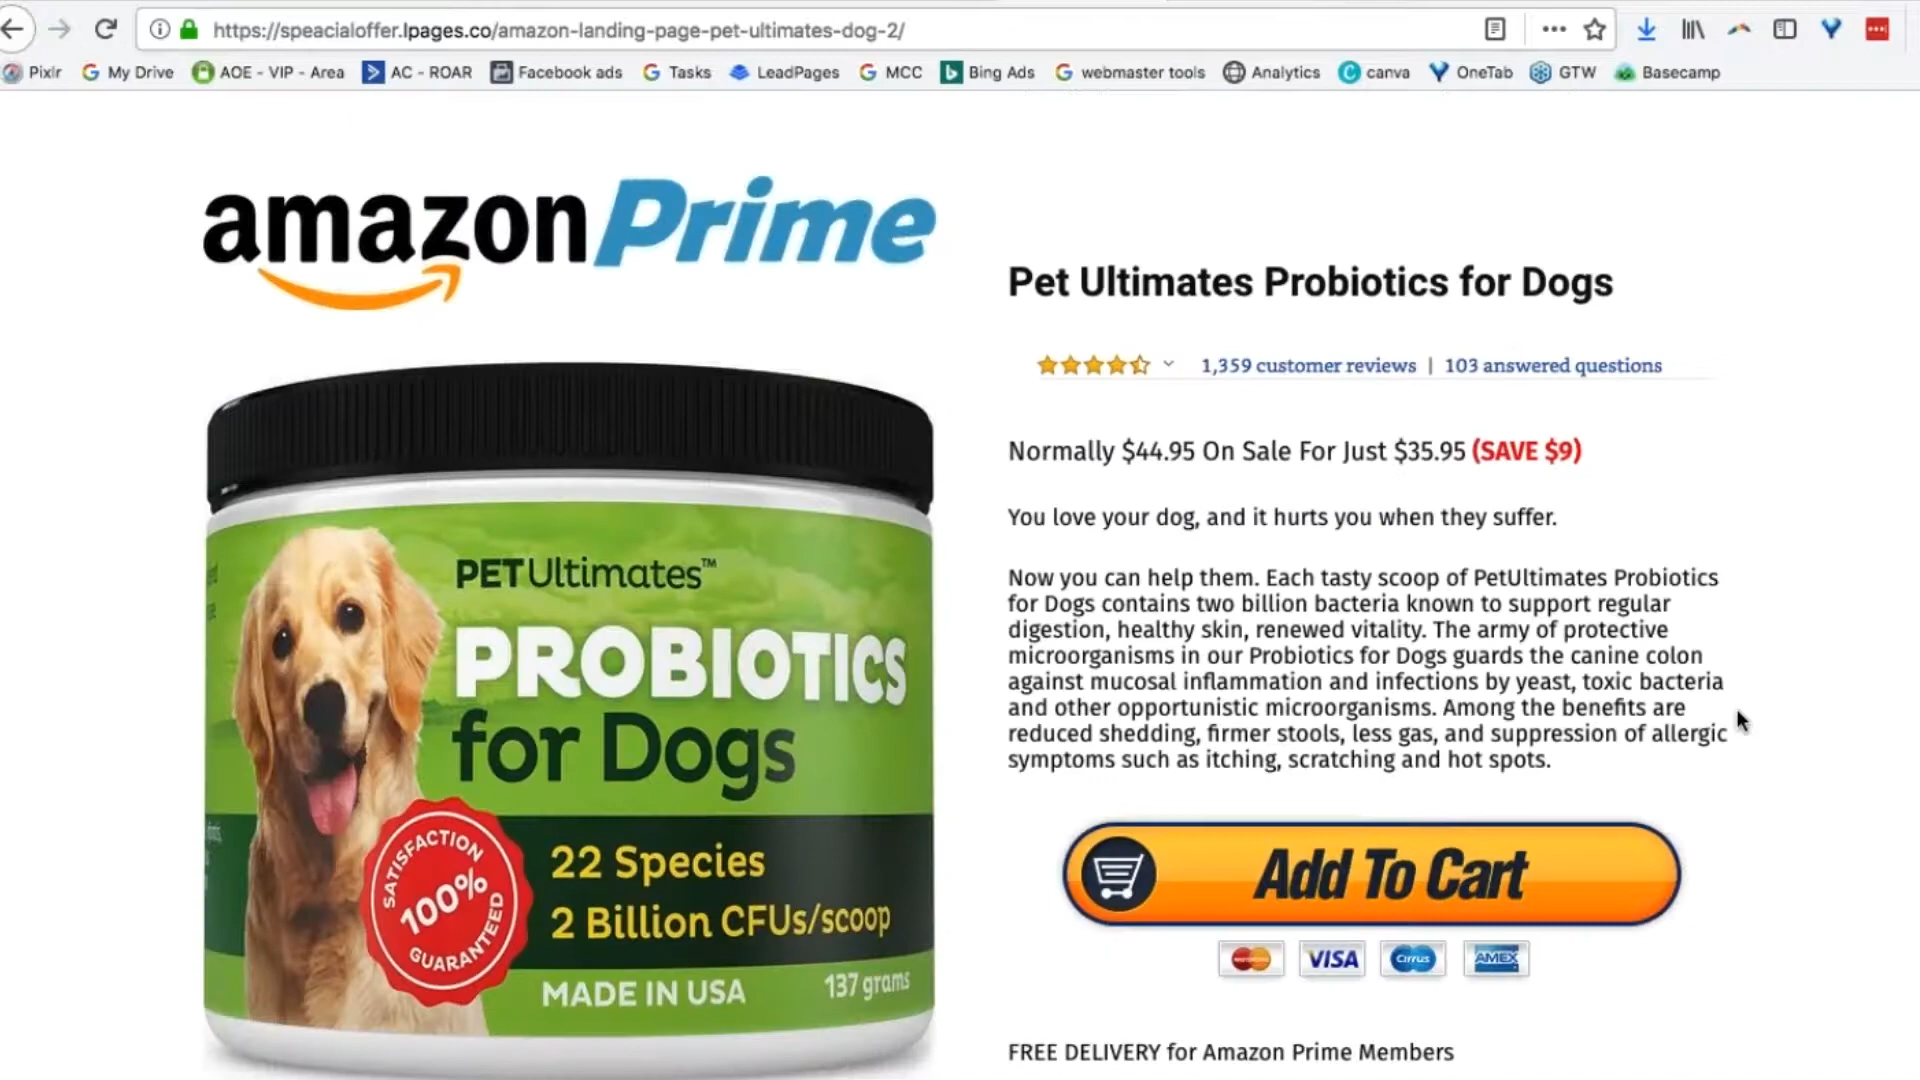 https://speacialoffer.lpages.co/amazon-landing-page-pet-ultimates-dog-2/
Pixlr My Drive AOE - VIP - Area AC - ROAR Facebook ads Tasks LeadPages MCC Bing Ads webmaster tools Analytics canva OneTab GTW Basecamp
amazon Prime
Pet Ultimates Probiotics for Dogs
1,359 customer reviews | 103 answered questions
Normally $44.95 On Sale For Just $35.95 (SAVE $9)
You love your dog, and it hurts you when they suffer.
Now you can help them. Each tasty scoop of PetUltimates Probiotics
for Dogs contains two billion bacteria known to support regular
digestion, healthy skin, renewed vitality. The army of protective
microorganisms in our Probiotics for Dogs guards the canine colon
against mucosal inflammation and infections by yeast, toxic bacteria
and other opportunistic microorganisms. Among the benefits are
reduced shedding, firmer stools, less gas, and suppression of allergic
symptoms such as itching, scratching and hot spots.
Add To Cart
VISA Cirrus AMEX
FREE DELIVERY for Amazon Prime Members
PETUltimates™
PROBIOTICS
for Dogs
SATISFACTION
100%
GUARANTEED
22 Species
2 Billion CFUs/scoop
MADE IN USA 137 grams